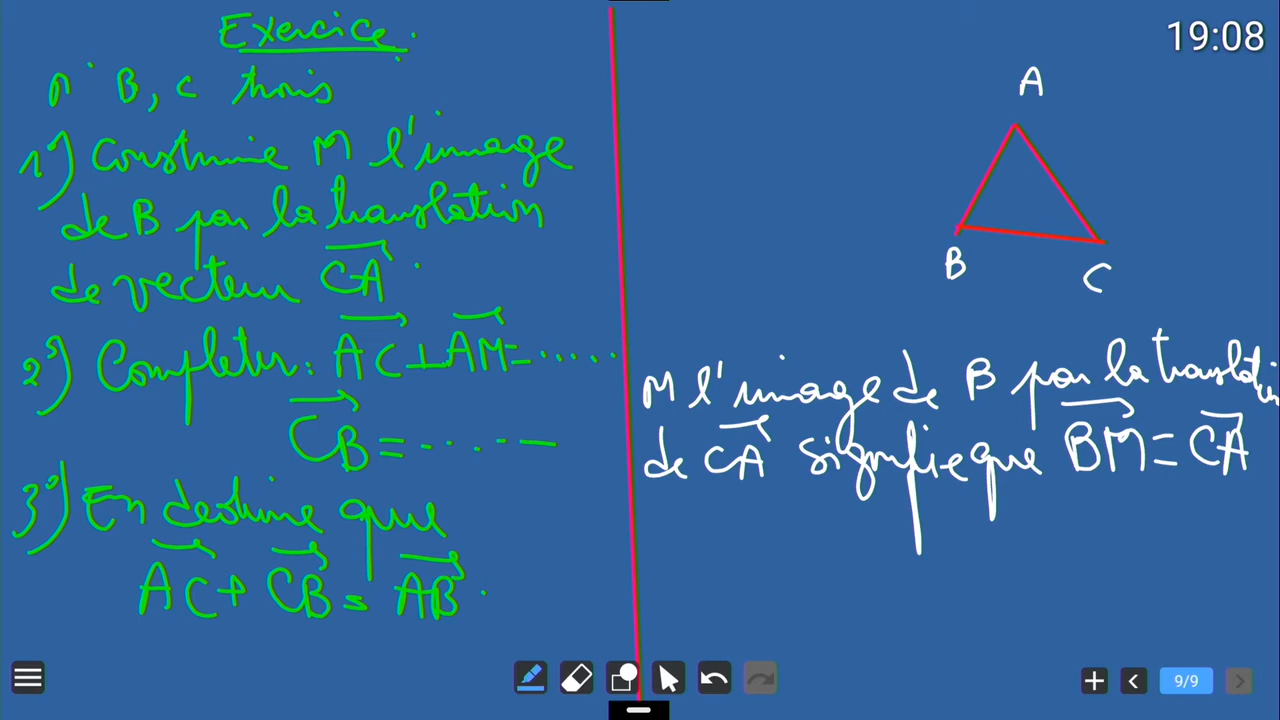 Exercice.
A, B, C trois
1°) Construire M l'image
de B par la translation
de vecteur CA.
2°) Completer: AC + AM = .....
CB = .......
3°) En déduire que
AC + CB = AB.
19:08
A
B
C
M l'image de B par la translation
de CA signifie que BM = CA
9/9